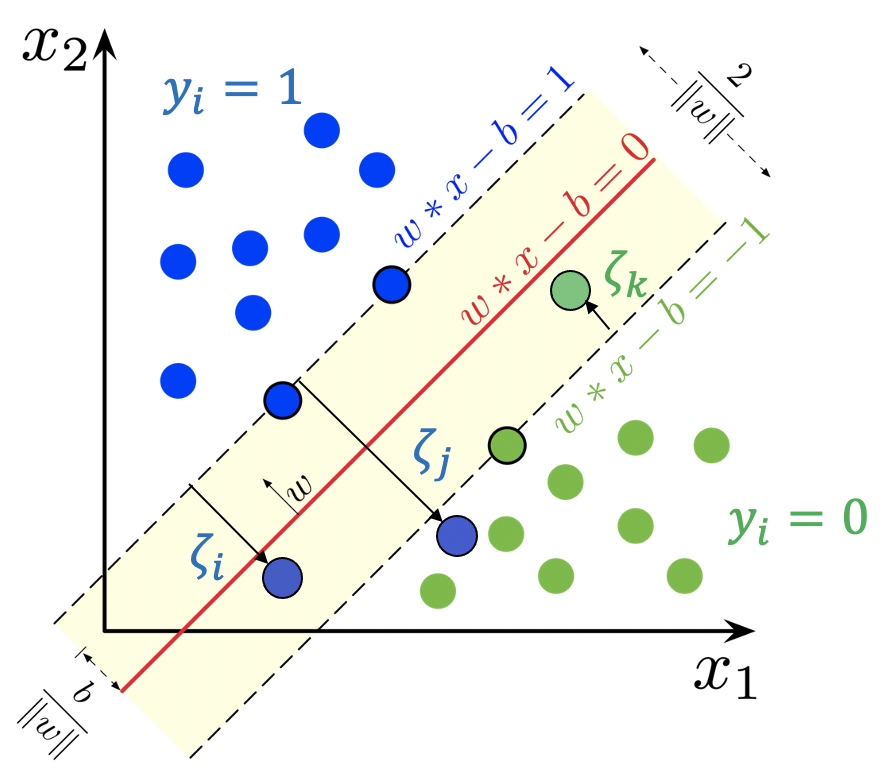 x₂
yᵢ = 1
w * x − b = 1
2
‖w‖
w * x − b = 0
ζₖ
w * x − b = −1
ζⱼ
w
yᵢ = 0
ζᵢ
x₁
b
‖w‖